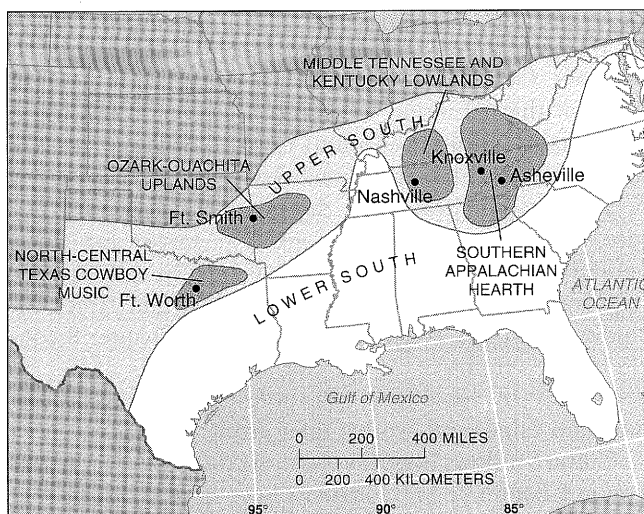 MIDDLE TENNESSEE AND
KENTUCKY LOWLANDS
UPPER SOUTH
Knoxville
Asheville
OZARK-OUACHITA
UPLANDS
Nashville
Ft. Smith
SOUTHERN
APPALACHIAN
HEARTH
NORTH-CENTRAL
TEXAS COWBOY
MUSIC
Ft. Worth
LOWER SOUTH
ATLANTIC
OCEAN
Gulf of Mexico
0 200 400 MILES
0 200 400 KILOMETERS
95° 90° 85°